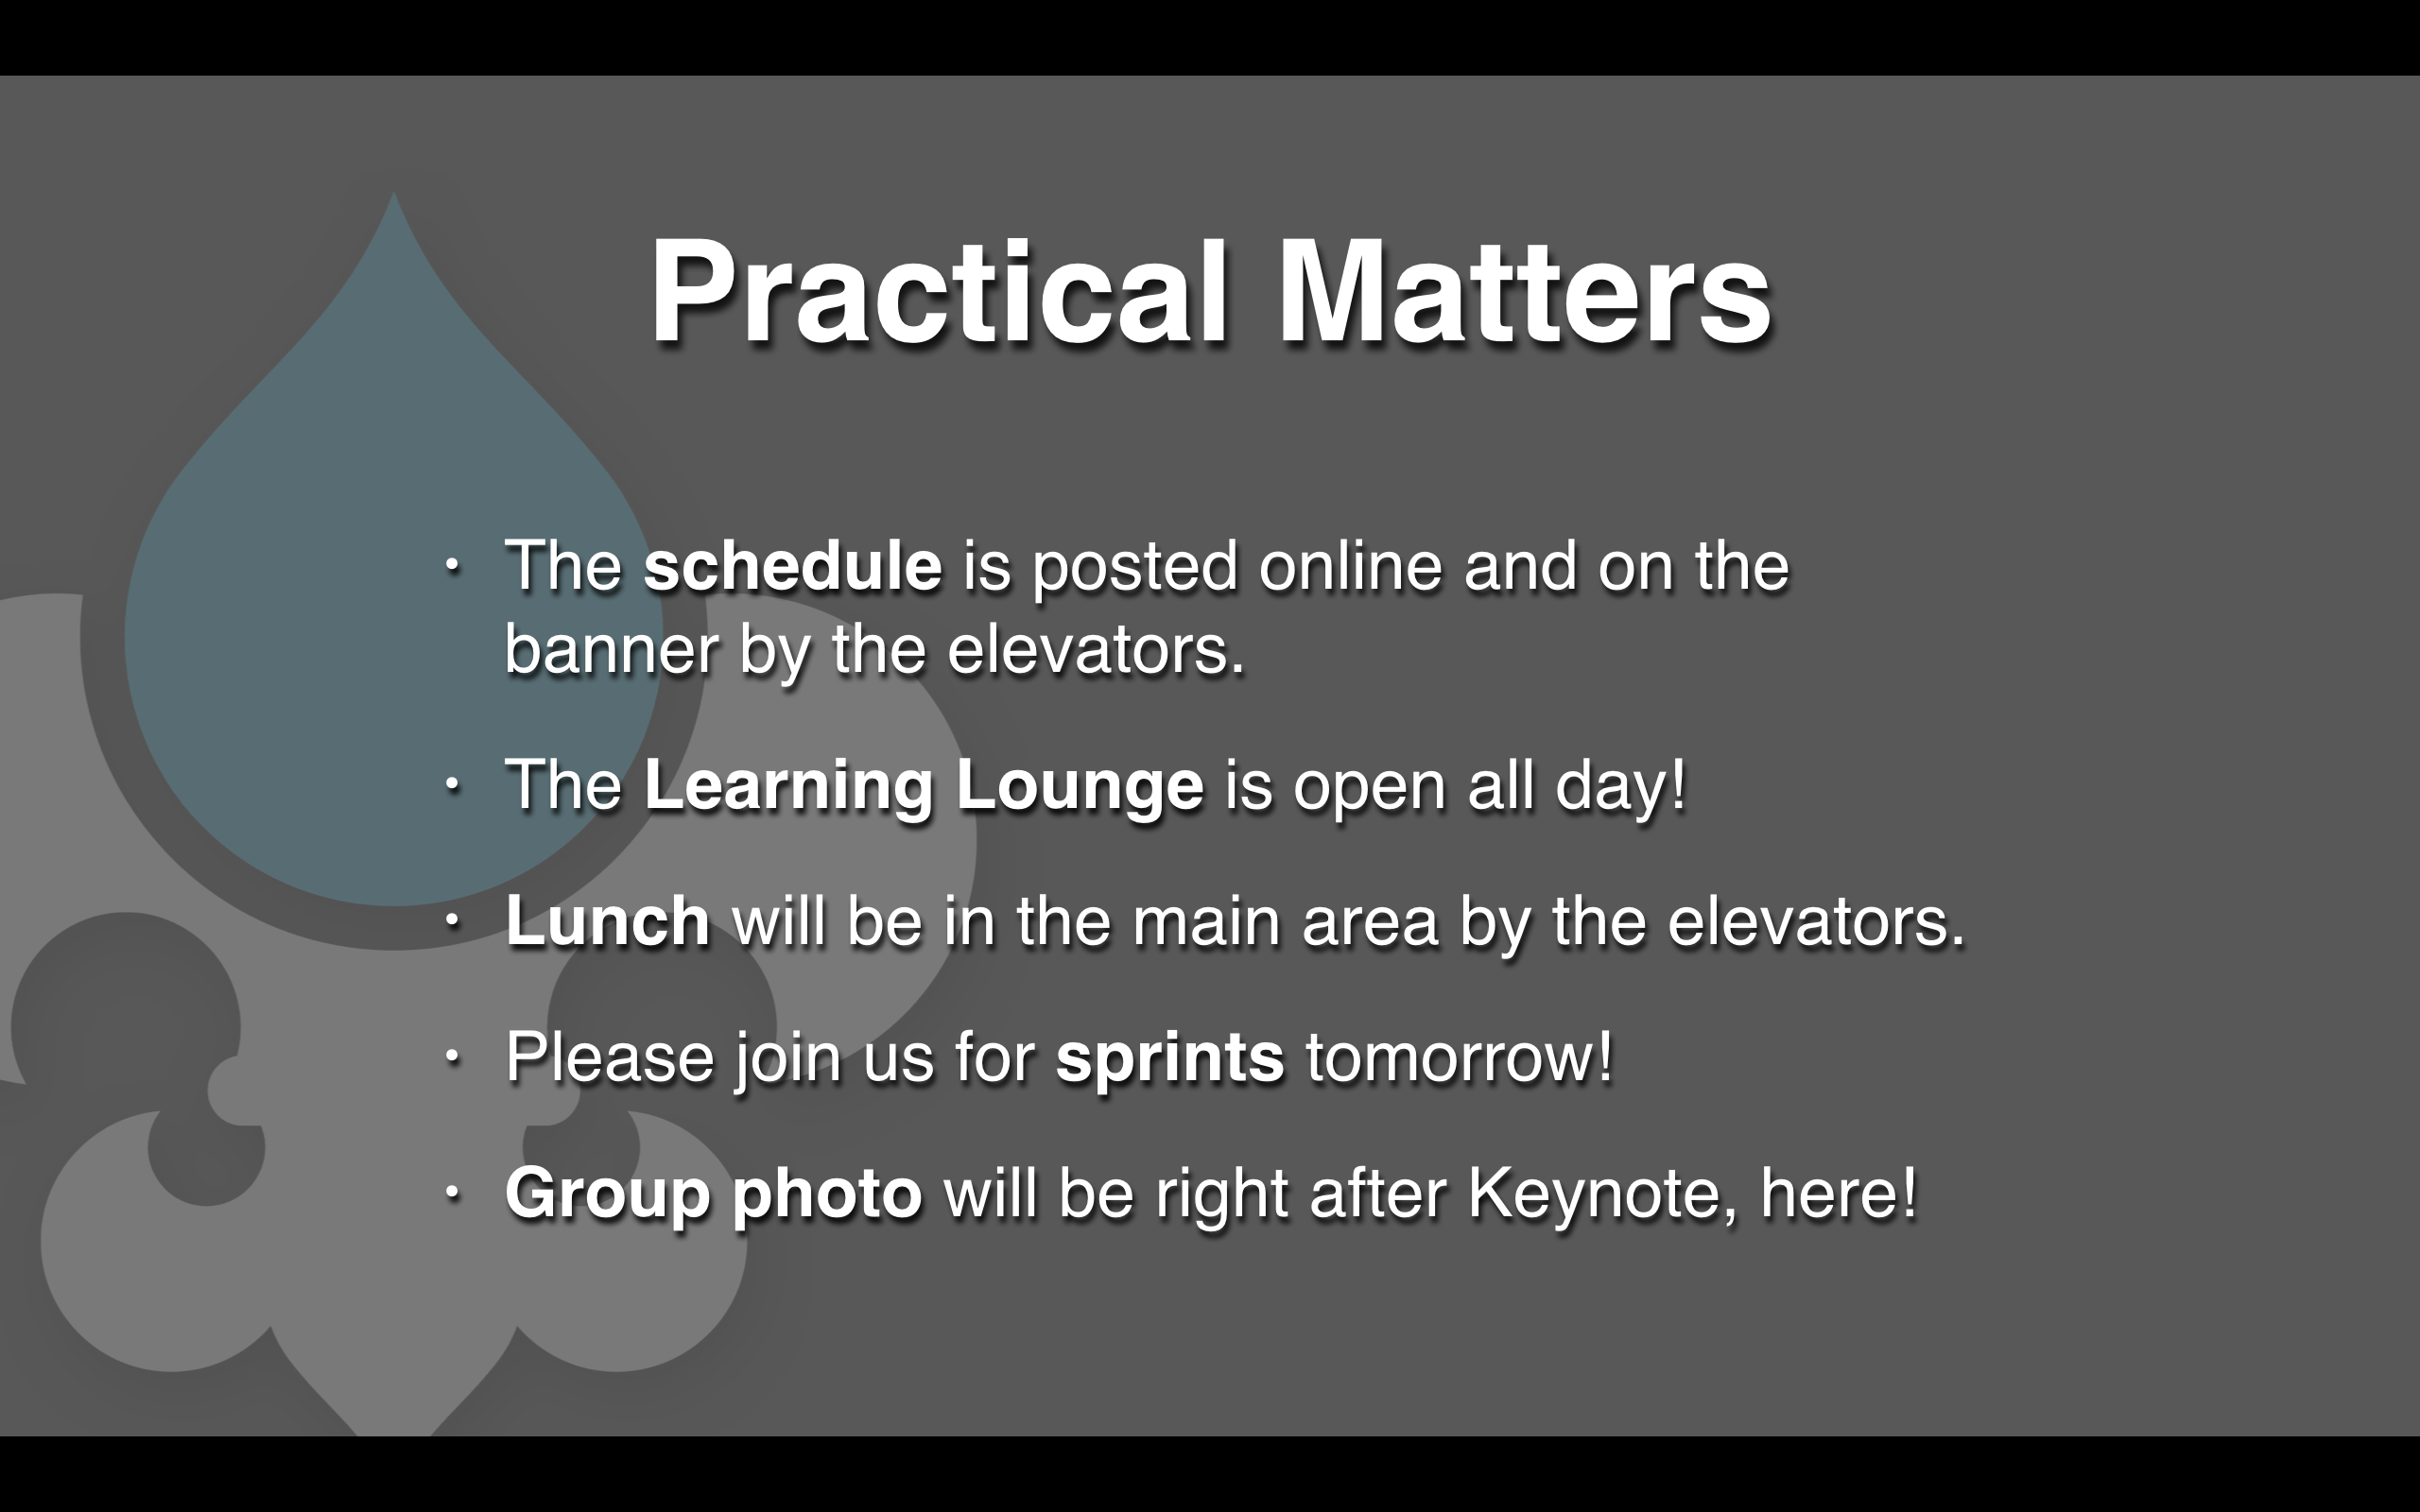 Practical Matters
• The schedule is posted online and on the
banner by the elevators.
• The Learning Lounge is open all day!
• Lunch will be in the main area by the elevators.
• Please join us for sprints tomorrow!
• Group photo will be right after Keynote, here!